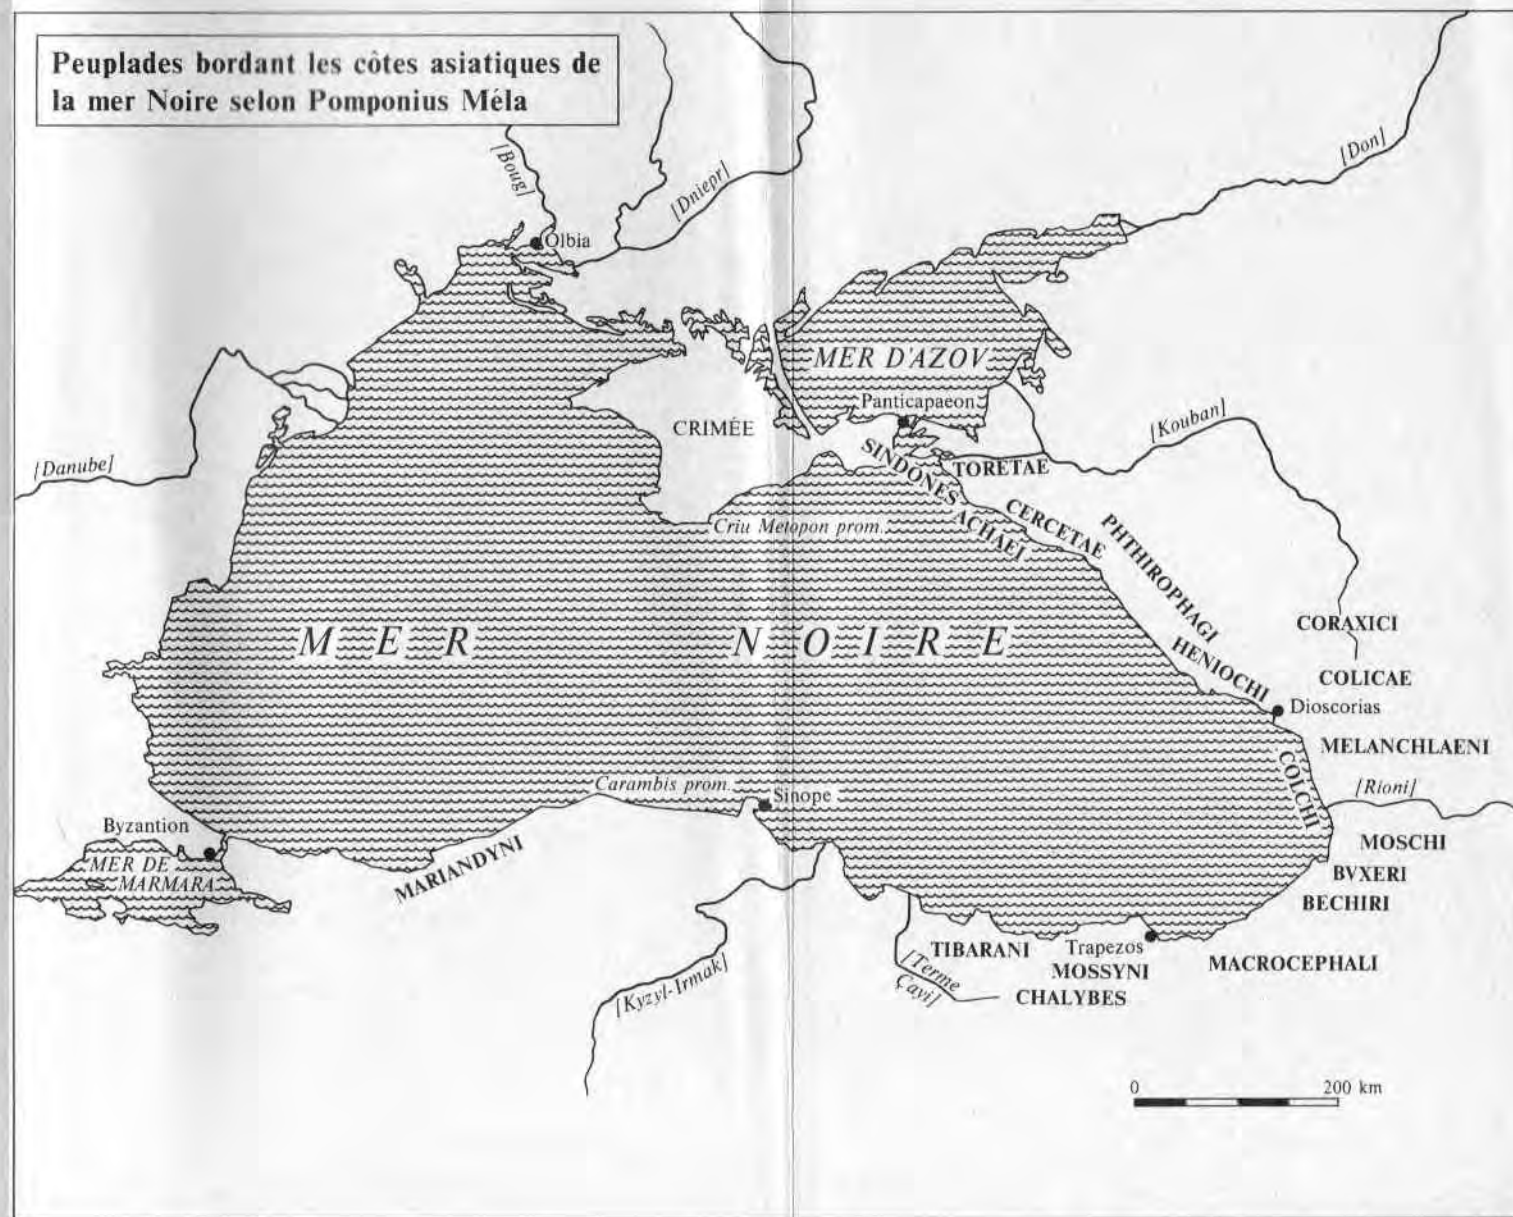 Peuplades bordant les côtes asiatiques de
la mer Noire selon Pomponius Méla
[Boug]
[Dniepr]
[Don]
Olbia
MER D'AZOV
Panticapaeon
[Kouban]
CRIMÉE
[Danube]
SINDONES
TORETAE
Criu Metopon prom.
ACHAEI
CERCETAE
PHTHIROPHAGI
CORAXICI
MER NOIRE
HENIOCHI
COLICAE
Dioscorias
MELANCHLAENI
COLCHI
Carambis prom.
Sinope
[Rioni]
Byzantion
MER DE
MARMARA
MARIANDYNI
MOSCHI
BVXERI
BECHIRI
TIBARANI
Trapezos
MOSSYNI
MACROCEPHALI
[Kyzyl-Irmak]
[Terme
Çayi]
CHALYBES
0 200 km